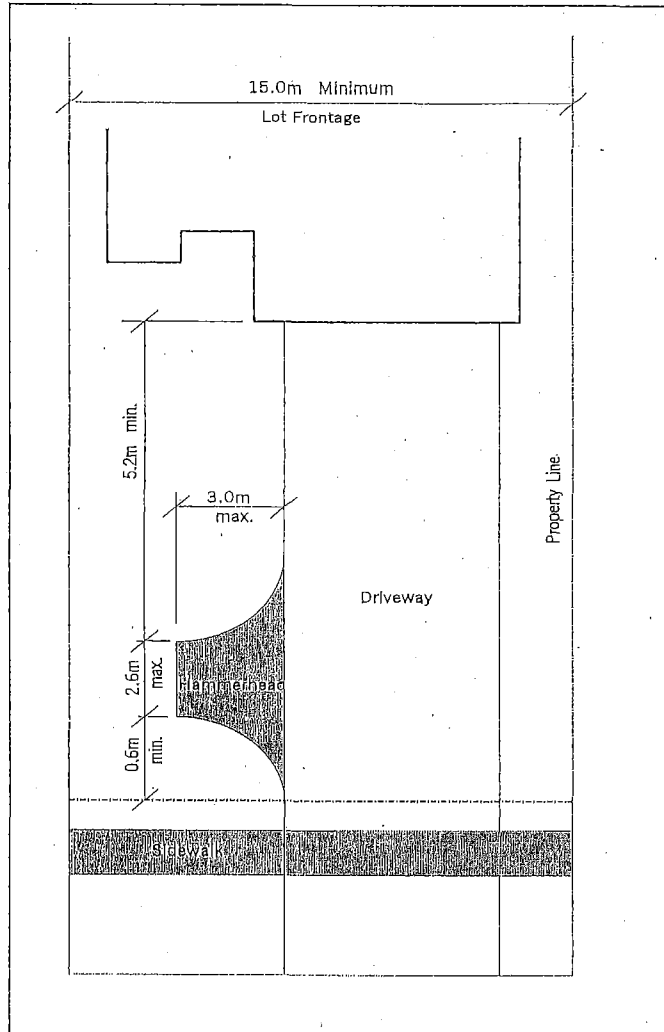 15.0m Minimum
Lot Frontage
5.2m min.
3.0m
max.
Property Line
Driveway
2.6m
max.
Hammerhead
0.6m
min.
Sidewalk